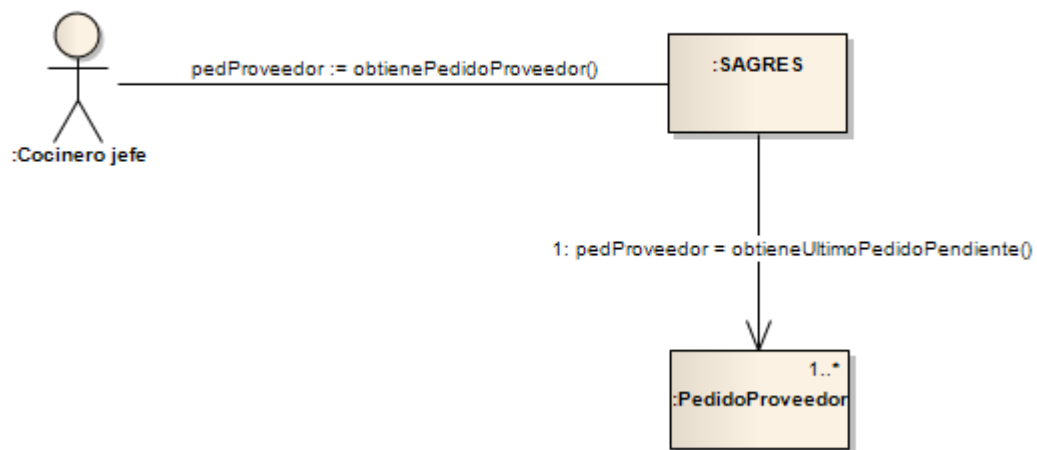 pedProveedor := obtienePedidoProveedor()
:SAGRES
:Cocinero jefe
1: pedProveedor = obtieneUltimoPedidoPendiente()
1..*
:PedidoProveedor